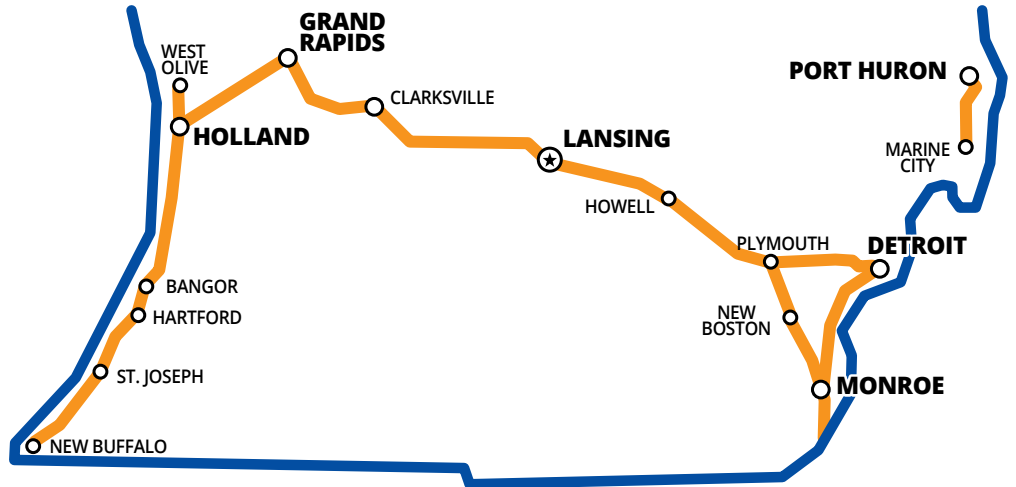 GRAND
RAPIDS
WEST
OLIVE
PORT HURON
CLARKSVILLE
HOLLAND
LANSING
MARINE
CITY
HOWELL
PLYMOUTH
DETROIT
BANGOR
HARTFORD
NEW
BOSTON
ST. JOSEPH
MONROE
NEW BUFFALO